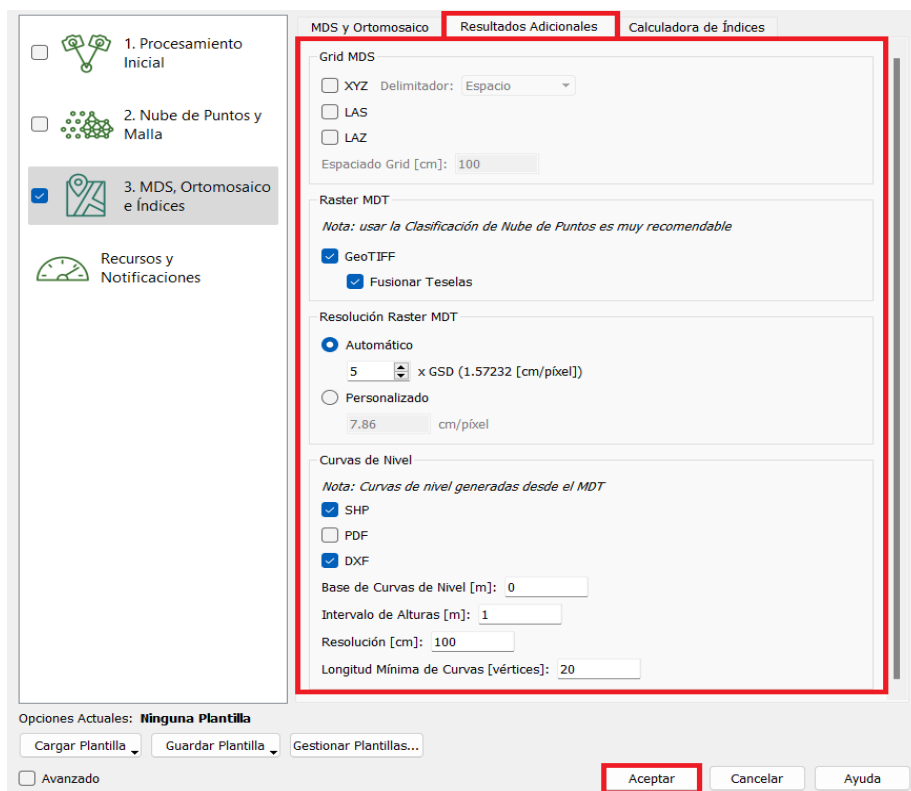 1. Procesamiento
Inicial
2. Nube de Puntos y
Malla
3. MDS, Ortomosaico
e Índices
Recursos y
Notificaciones
MDS y Ortomosaico Resultados Adicionales Calculadora de Índices
Grid MDS
XYZ Delimitador: Espacio
LAS
LAZ
Espaciado Grid [cm]: 100
Raster MDT
Nota: usar la Clasificación de Nube de Puntos es muy recomendable
GeoTIFF
Fusionar Teselas
Resolución Raster MDT
Automático
5 x GSD (1.57232 [cm/píxel])
Personalizado
7.86 cm/píxel
Curvas de Nivel
Nota: Curvas de nivel generadas desde el MDT
SHP
PDF
DXF
Base de Curvas de Nivel [m]: 0
Intervalo de Alturas [m]: 1
Resolución [cm]: 100
Longitud Mínima de Curvas [vértices]: 20
Opciones Actuales: Ninguna Plantilla
Cargar Plantilla Guardar Plantilla Gestionar Plantillas...
Avanzado Aceptar Cancelar Ayuda